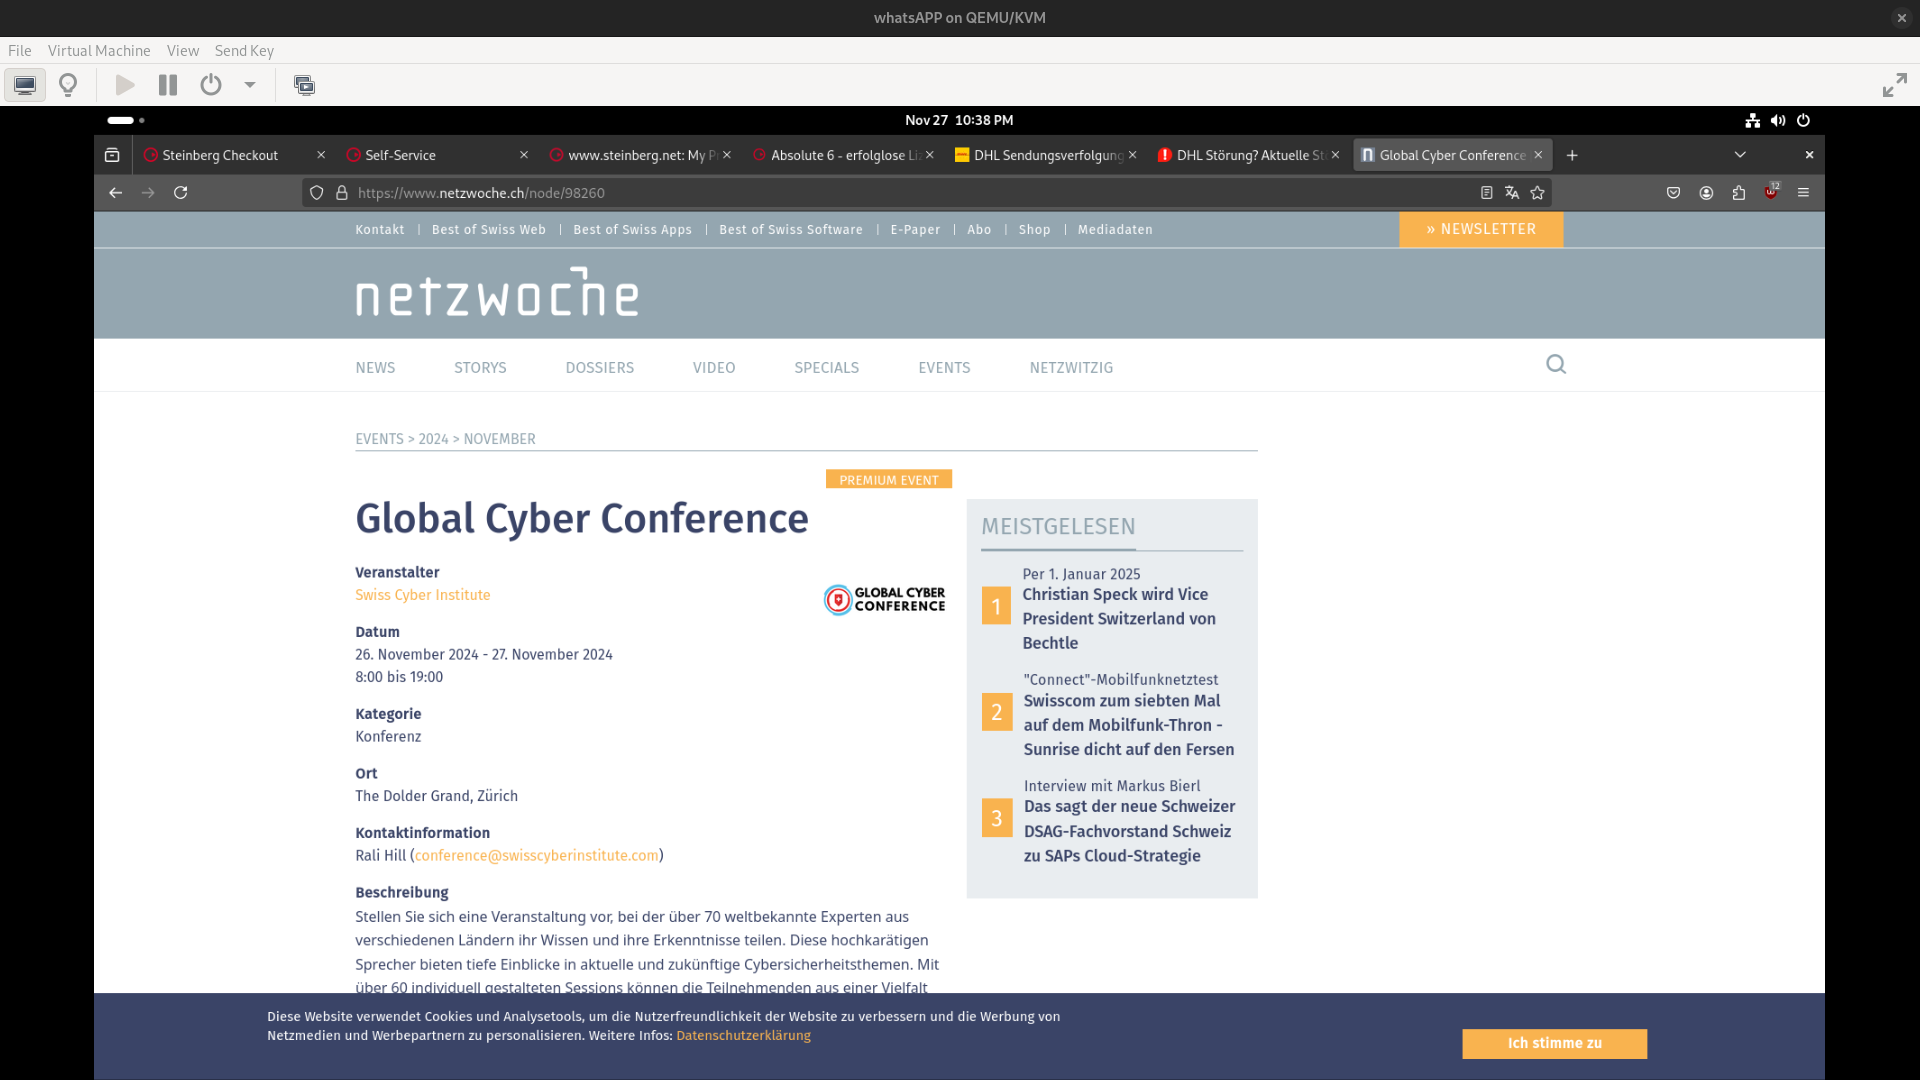 whatsAPP on QEMU/KVM
File Virtual Machine View Send Key
Nov 27 10:38 PM
Steinberg Checkout
Self-Service
www.steinberg.net: My P
Absolute 6 - erfolglose Li
DHL Sendungsverfolgung
DHL Störung? Aktuelle St
Global Cyber Conference
https://www.netzwoche.ch/node/98260
12
Kontakt | Best of Swiss Web | Best of Swiss Apps | Best of Swiss Software | E-Paper | Abo | Shop | Mediadaten
» NEWSLETTER
netzwoche
NEWS STORYS DOSSIERS VIDEO SPECIALS EVENTS NETZWITZIG
EVENTS > 2024 > NOVEMBER
PREMIUM EVENT
Global Cyber Conference
Veranstalter
Swiss Cyber Institute
GLOBAL CYBER
CONFERENCE
Datum
26. November 2024 - 27. November 2024
8:00 bis 19:00
Kategorie
Konferenz
Ort
The Dolder Grand, Zürich
Kontaktinformation
Rali Hill (conference@swisscyberinstitute.com)
Beschreibung
Stellen Sie sich eine Veranstaltung vor, bei der über 70 weltbekannte Experten aus
verschiedenen Ländern ihr Wissen und ihre Erkenntnisse teilen. Diese hochkarätigen
Sprecher bieten tiefe Einblicke in aktuelle und zukünftige Cybersicherheitsthemen. Mit
über 60 individuell gestalteten Sessions können die Teilnehmenden aus einer Vielfalt
MEISTGELESEN
Per 1. Januar 2025
1
Christian Speck wird Vice
President Switzerland von
Bechtle
"Connect"-Mobilfunknetztest
2
Swisscom zum siebten Mal
auf dem Mobilfunk-Thron -
Sunrise dicht auf den Fersen
Interview mit Markus Bierl
3
Das sagt der neue Schweizer
DSAG-Fachvorstand Schweiz
zu SAPs Cloud-Strategie
Diese Website verwendet Cookies und Analysetools, um die Nutzerfreundlichkeit der Website zu verbessern und die Werbung von
Netzmedien und Werbepartnern zu personalisieren. Weitere Infos: Datenschutzerklärung
Ich stimme zu